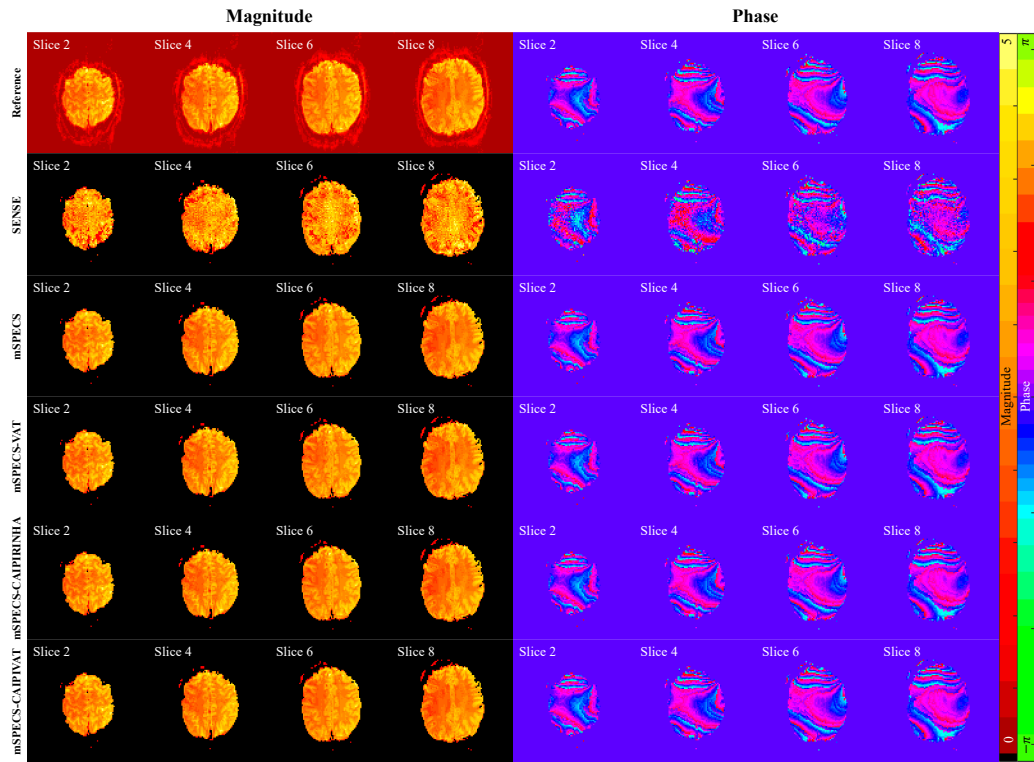 Magnitude Phase
Reference
Slice 2 Slice 4 Slice 6 Slice 8 Slice 2 Slice 4 Slice 6 Slice 8
SENSE
Slice 2 Slice 4 Slice 6 Slice 8 Slice 2 Slice 4 Slice 6 Slice 8
mSPECS
Slice 2 Slice 4 Slice 6 Slice 8 Slice 2 Slice 4 Slice 6 Slice 8
mSPECS-VAT
Slice 2 Slice 4 Slice 6 Slice 8 Slice 2 Slice 4 Slice 6 Slice 8
mSPECS-CAIPIRINHA
Slice 2 Slice 4 Slice 6 Slice 8 Slice 2 Slice 4 Slice 6 Slice 8
mSPECS-CAIPIVAT
Slice 2 Slice 4 Slice 6 Slice 8 Slice 2 Slice 4 Slice 6 Slice 8
5
Magnitude
0
π
Phase
−π